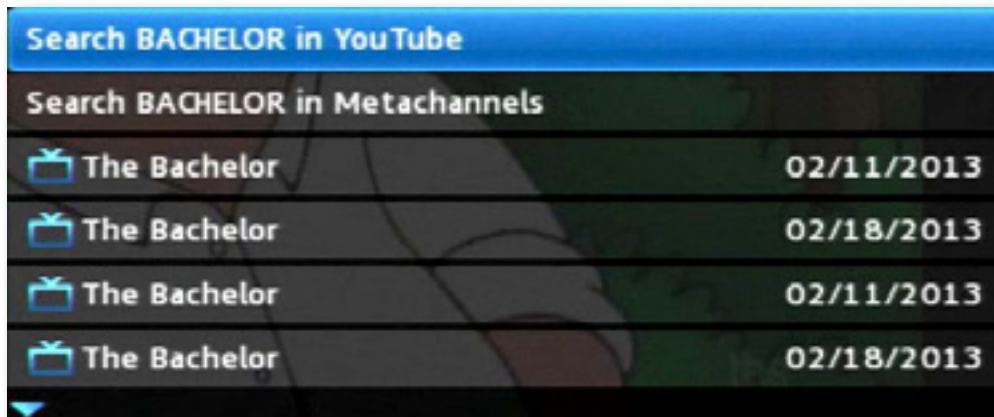 Search BACHELOR in YouTube
Search BACHELOR in Metachannels
The Bachelor 02/11/2013
The Bachelor 02/18/2013
The Bachelor 02/11/2013
The Bachelor 02/18/2013
tbs